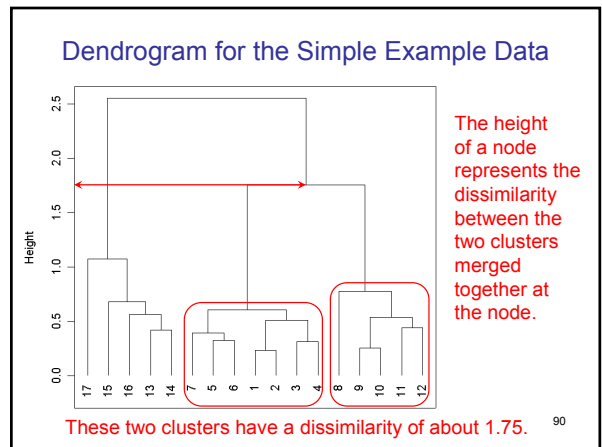 Dendrogram for the Simple Example Data
2.5
2.0
1.5
1.0
0.5
0.0
Height
17 15 16 13 14 7 5 6 1 2 3 4 8 9 10 11 12
The height
of a node
represents the
dissimilarity
between the
two clusters
merged
together at
the node.
These two clusters have a dissimilarity of about 1.75.
90